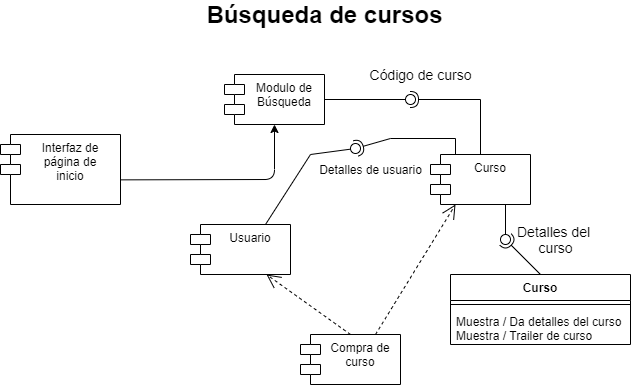 Búsqueda de cursos
Código de curso
Modulo de
Búsqueda
Interfaz de
página de
inicio
Detalles de usuario
Curso
Usuario
Detalles del
curso
Curso
Muestra / Da detalles del curso
Muestra / Trailer de curso
Compra de
curso